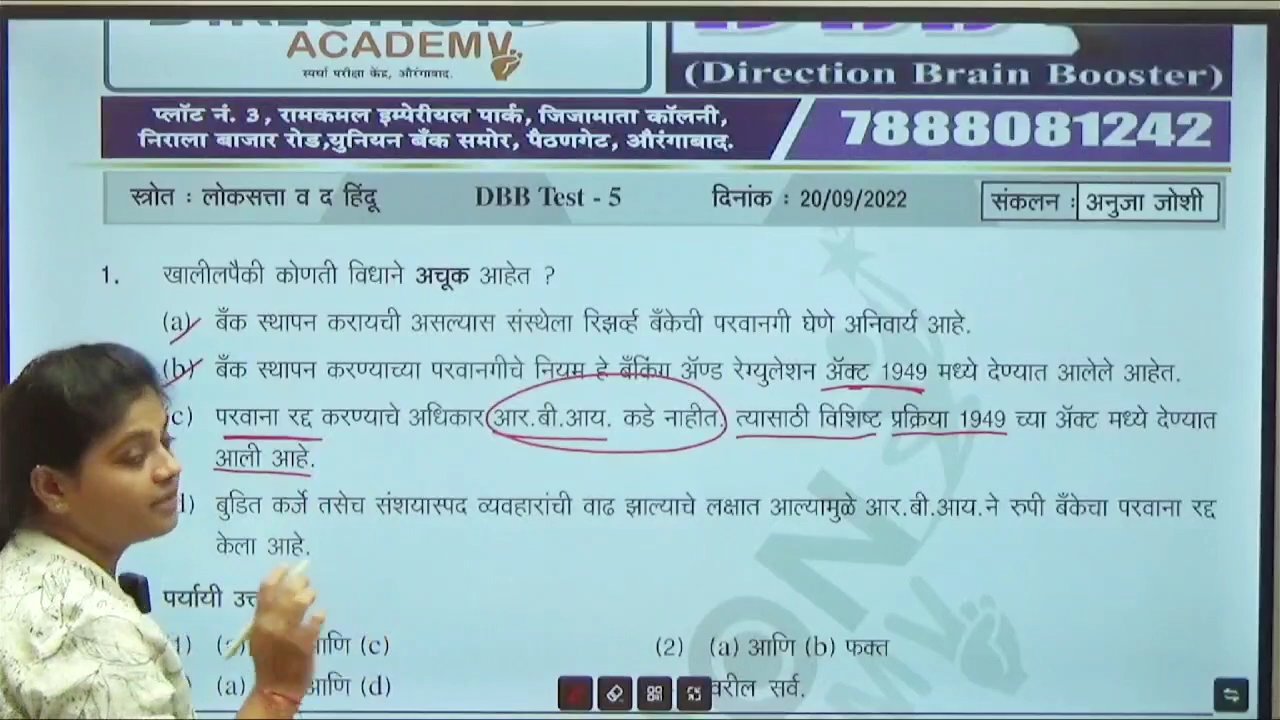 DIRECTION
ACADEMY
स्पर्धा परीक्षा केंद्र, औरंगाबाद.
(Direction Brain Booster)
प्लॉट नं. 3, रामकमल इम्पेरीयल पार्क, जिजामाता कॉलनी,
निराला बाजार रोड,युनियन बँक समोर, पैठणगेट, औरंगाबाद.
7888081242
स्त्रोत : लोकसत्ता व द हिंदू DBB Test - 5 दिनांक : 20/09/2022 संकलन : अनुजा जोशी
1. खालीलपैकी कोणती विधाने अचूक आहेत ?
(a) बँक स्थापन करायची असल्यास संस्थेला रिझर्व्ह बँकेची परवानगी घेणे अनिवार्य आहे.
(b) बँक स्थापन करण्याच्या परवानगीचे नियम हे बँकिंग ॲण्ड रेग्युलेशन ॲक्ट 1949 मध्ये देण्यात आलेले आहेत.
c) परवाना रद्द करण्याचे अधिकार आर.बी.आय. कडे नाहीत. त्यासाठी विशिष्ट प्रक्रिया 1949 च्या ॲक्ट मध्ये देण्यात
आली आहे.
) बुडित कर्जे तसेच संशयास्पद व्यवहारांची वाढ झाल्याचे लक्षात आल्यामुळे आर.बी.आय.ने रुपी बँकेचा परवाना रद्द
केला आहे.
पर्यायी
आणि (c) (2) (a) आणि (b) फक्त
(a) आणि (d) वरील सर्व.